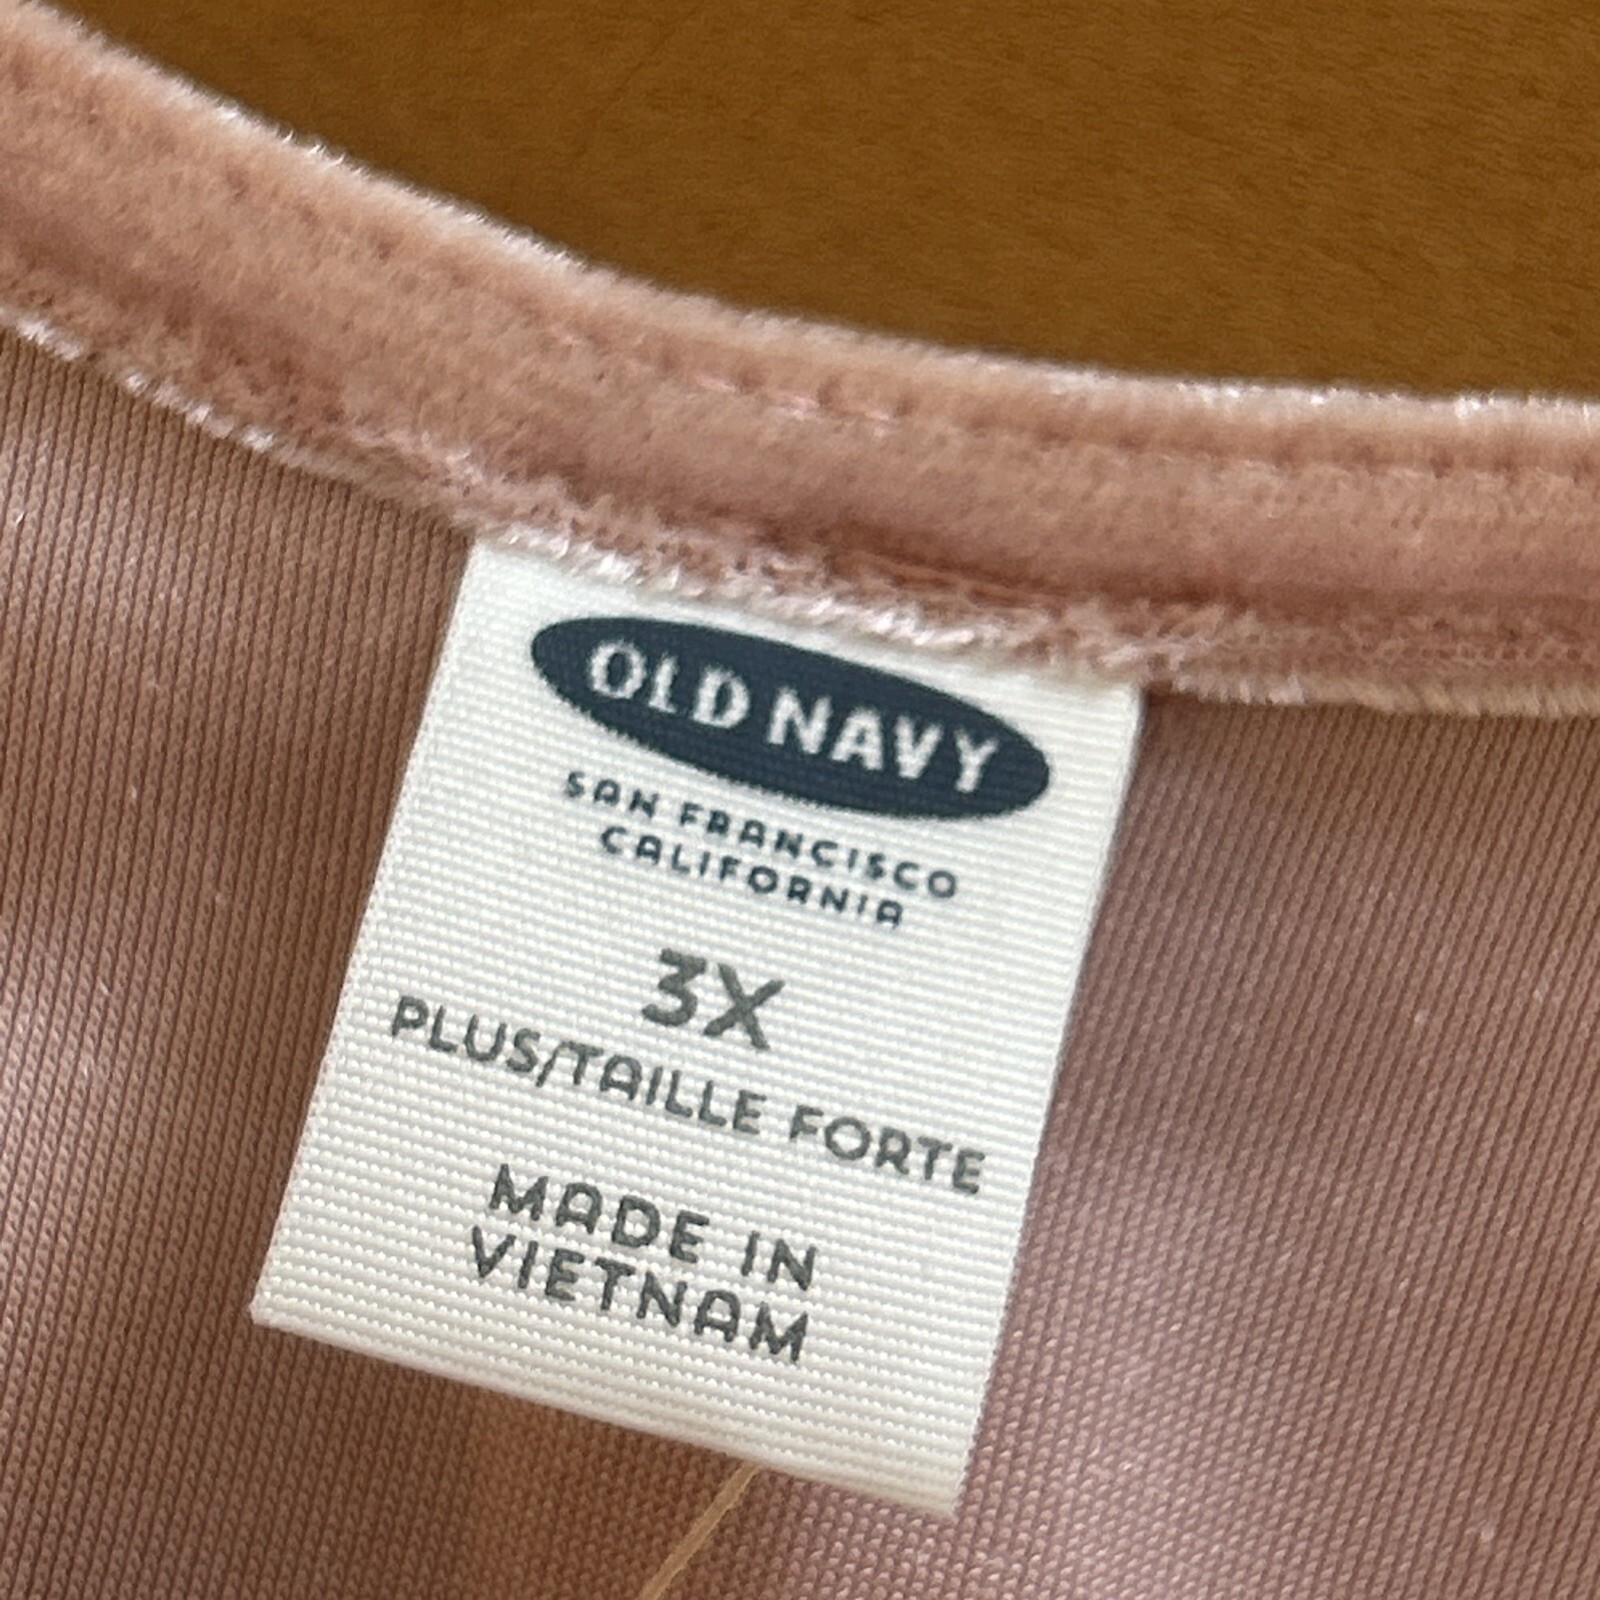 OLD NAVY
SAN FRANCISCO
CALIFORNIA
3X
PLUS/TAILLE FORTE
MADE IN
VIETNAM